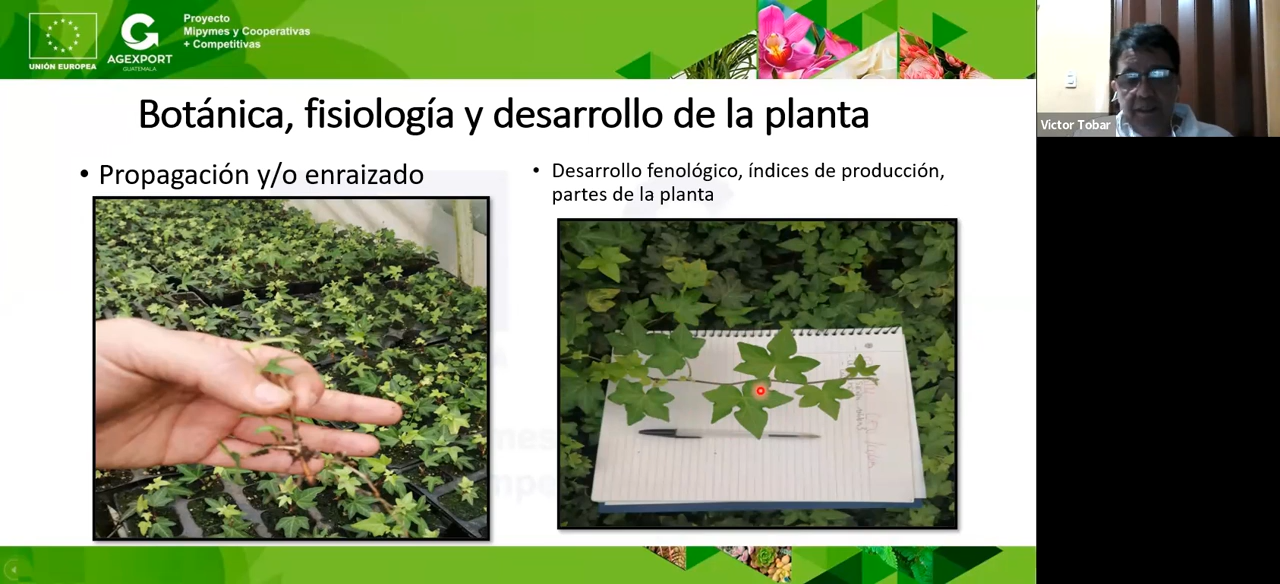 UNIÓN EUROPEA
AGEXPORT
GUATEMALA
Proyecto
Mipymes y Cooperativas
+ Competitivas
Victor Tobar
Botánica, fisiología y desarrollo de la planta
• Propagación y/o enraizado
• Desarrollo fenológico, índices de producción,
partes de la planta